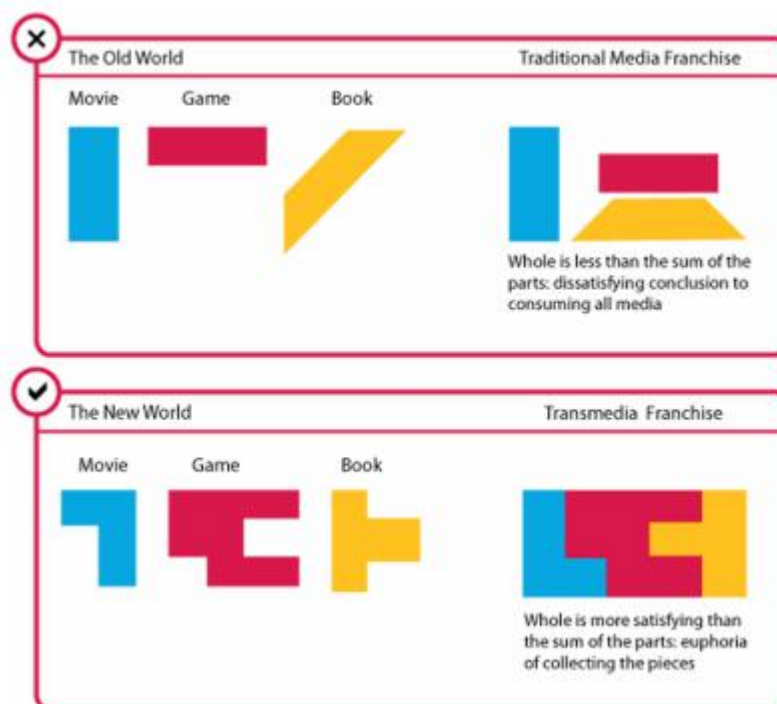 The Old World
Traditional Media Franchise
Movie
Game
Book
Whole is less than the sum of the
parts: dissatisfying conclusion to
consuming all media
The New World
Transmedia Franchise
Movie
Game
Book
Whole is more satisfying than
the sum of the parts: euphoria
of collecting the pieces